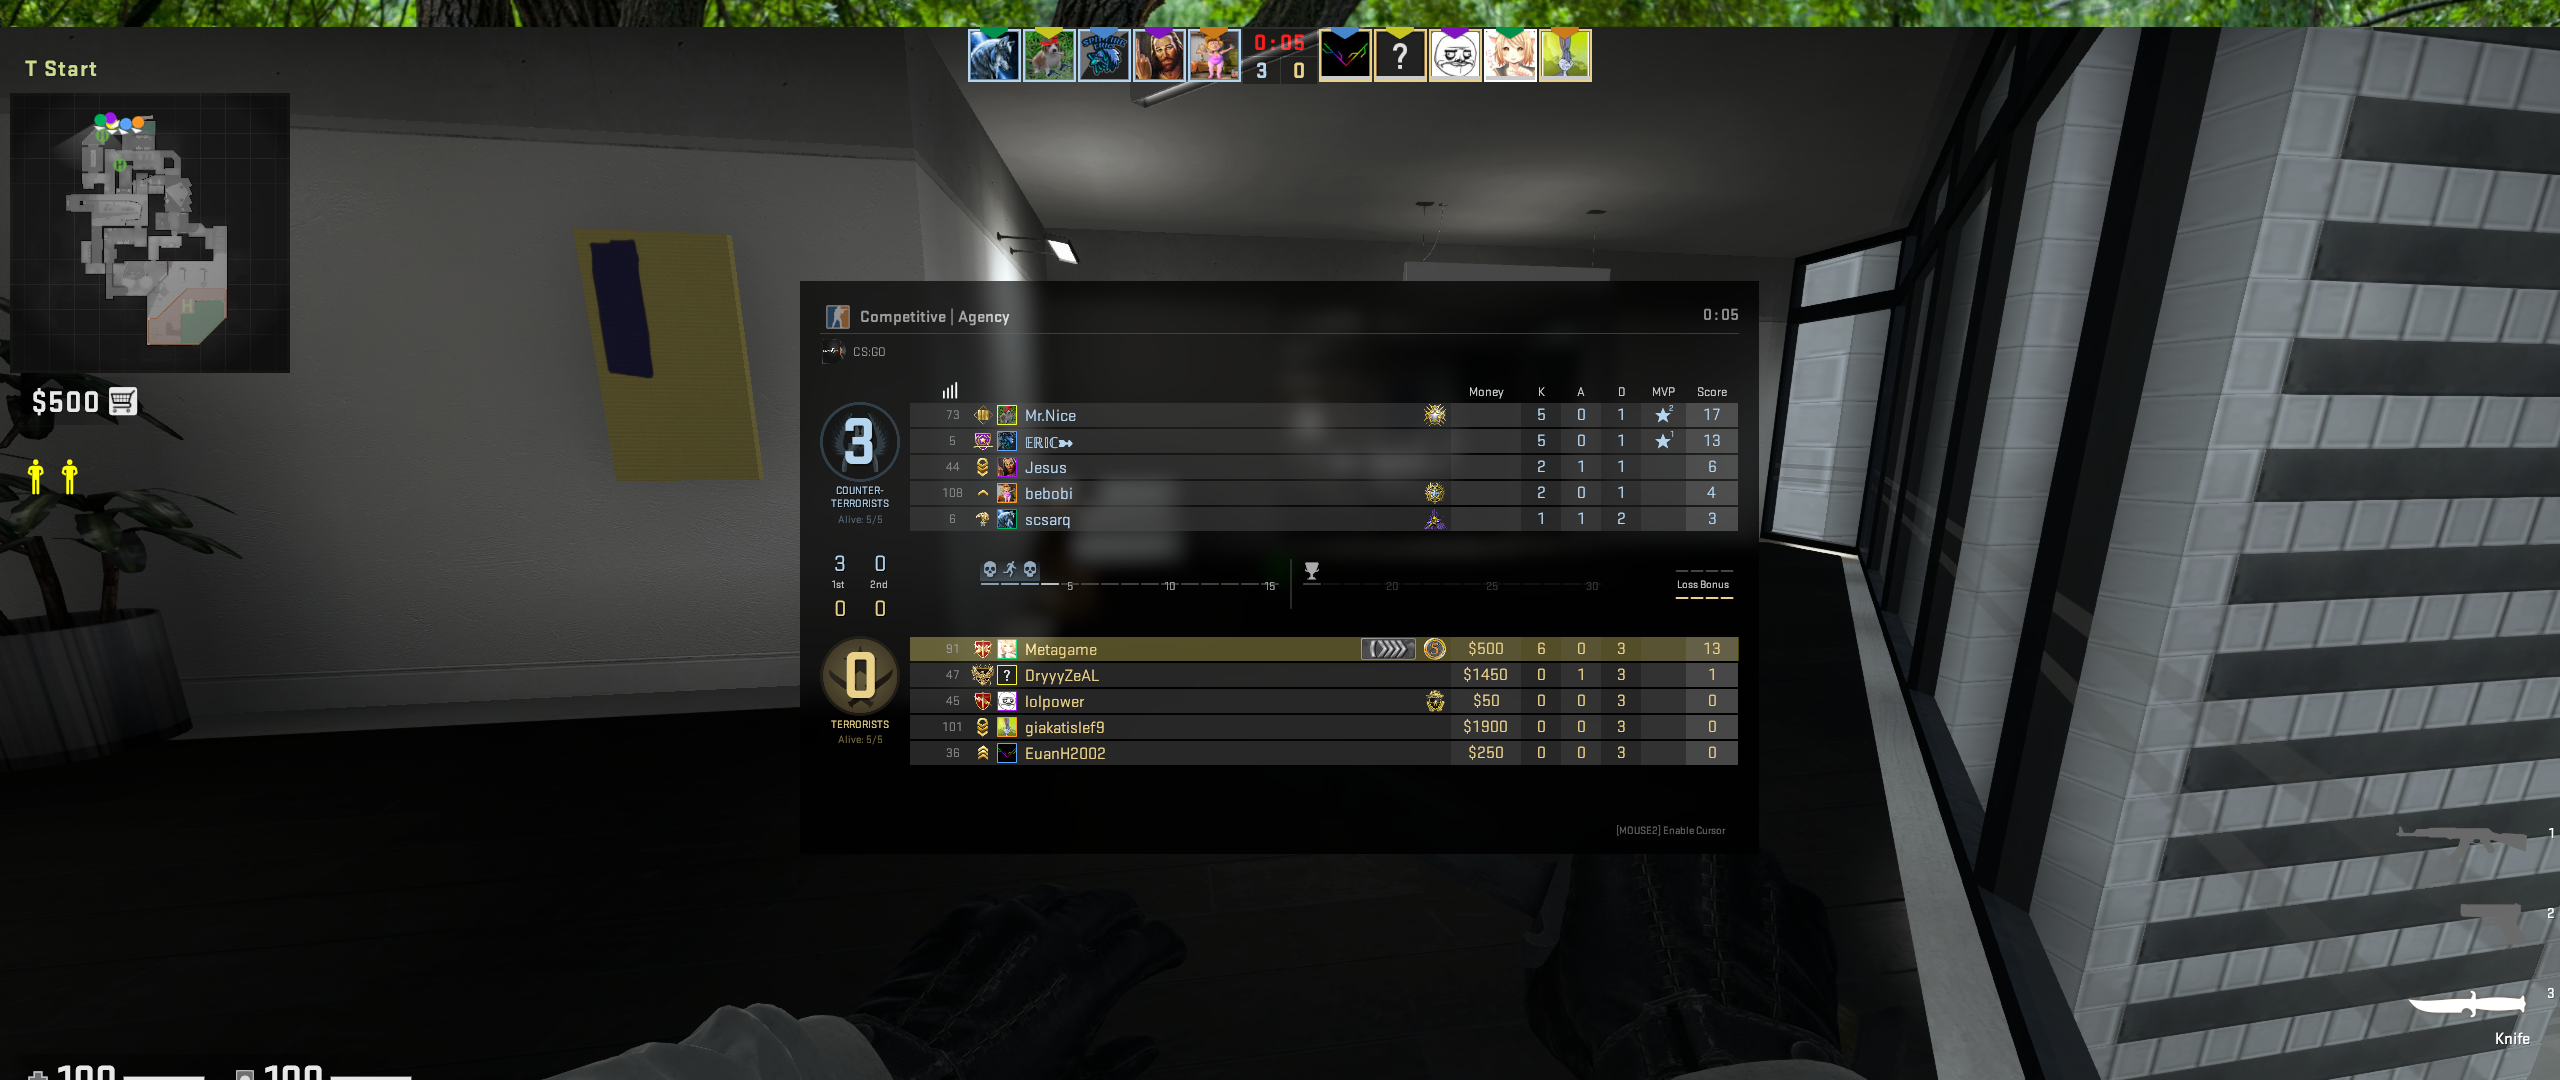 T Start
0:05
3 0
?
$500
Competitive | Agency 0:05
CS:GO
Money K A D MVP Score
73 Mr.Nice 5 0 1 2 17
5 𝔼ℝ𝕀ℂ➳ 5 0 1 1 13
44 Jesus 2 1 1 6
108 bebobi 2 0 1 4
6 scsarq 1 1 2 3
3
COUNTER-
TERRORISTS
Alive: 5/5
3 0
1st 2nd
0 0
5 10 15 20 25 30
Loss Bonus
91 Metagame 5 $500 6 0 3 13
47 ? DryyyZeAL $1450 0 1 3 1
45 lolpower $50 0 0 3 0
101 giakatislef9 $1900 0 0 3 0
36 EuanH2002 $250 0 0 3 0
0
TERRORISTS
Alive: 5/5
[MOUSE2] Enable Cursor
1
2
3
Knife
100 100